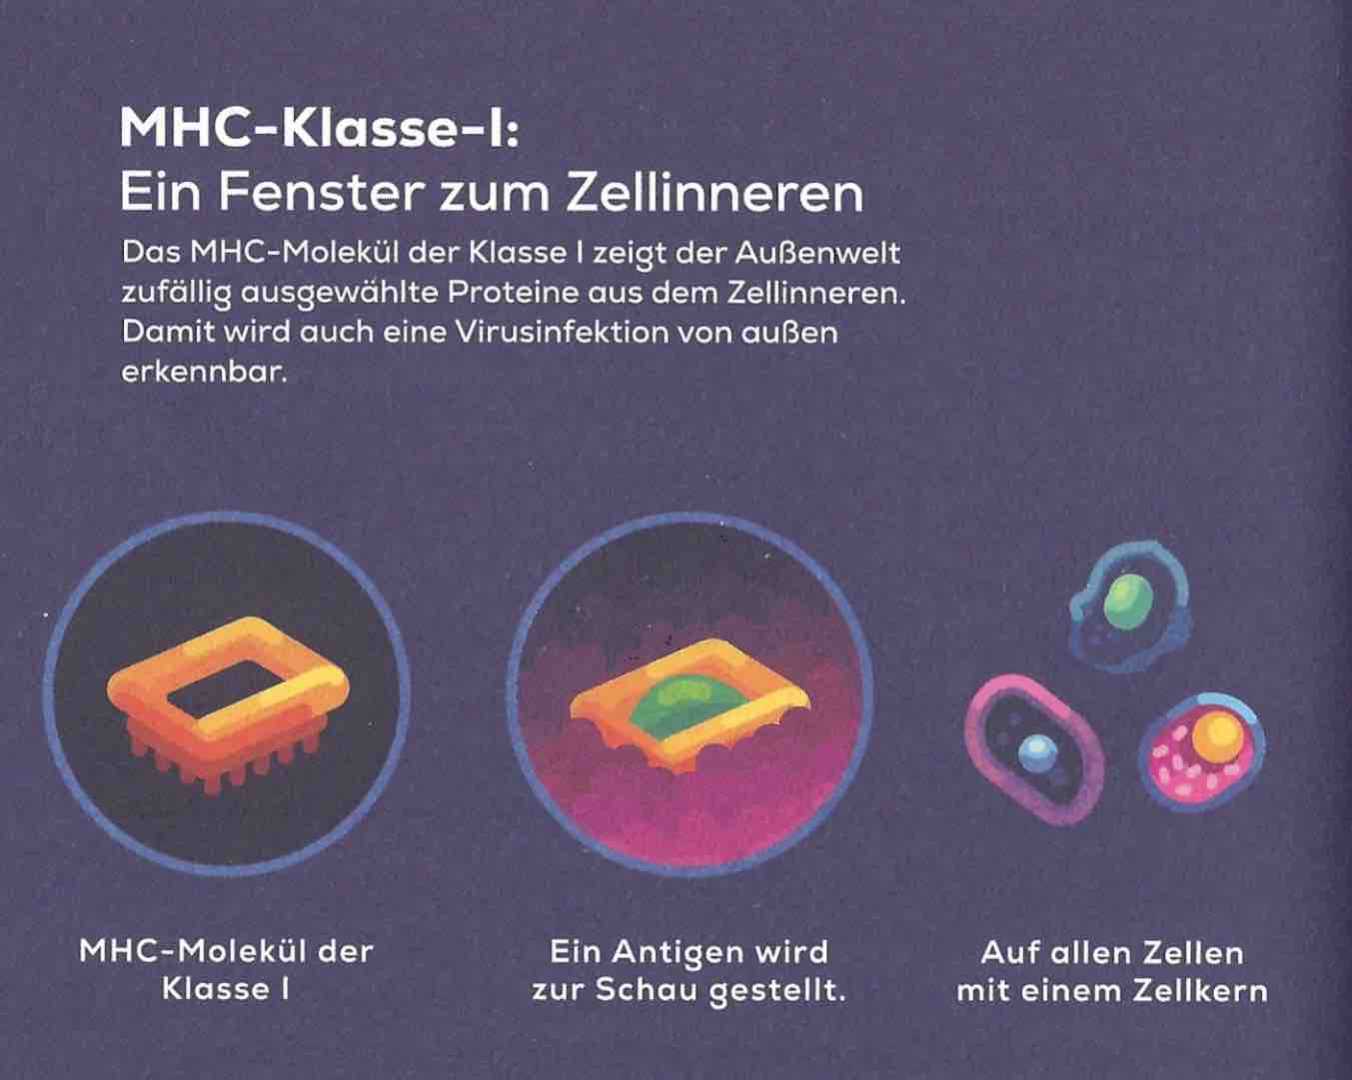 MHC-Klasse-I:
Ein Fenster zum Zellinneren
Das MHC-Molekül der Klasse I zeigt der Außenwelt
zufällig ausgewählte Proteine aus dem Zellinneren.
Damit wird auch eine Virusinfektion von außen
erkennbar.
MHC-Molekül der
Klasse I
Ein Antigen wird
zur Schau gestellt.
Auf allen Zellen
mit einem Zellkern